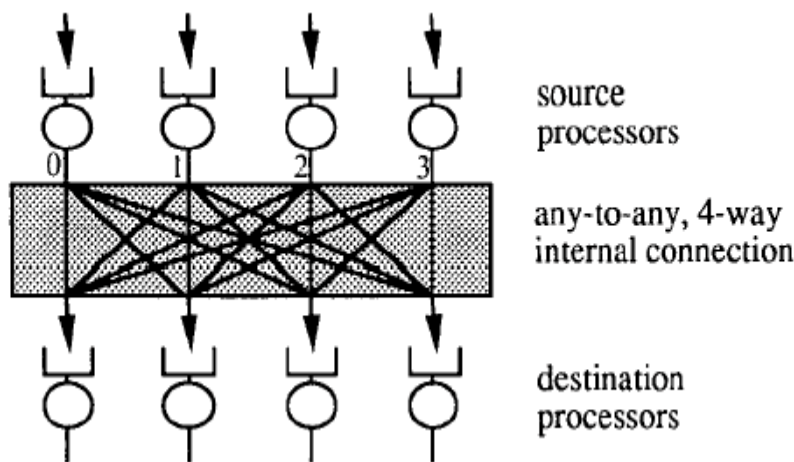 source
processors
0 1 2 3
any-to-any, 4-way
internal connection
destination
processors